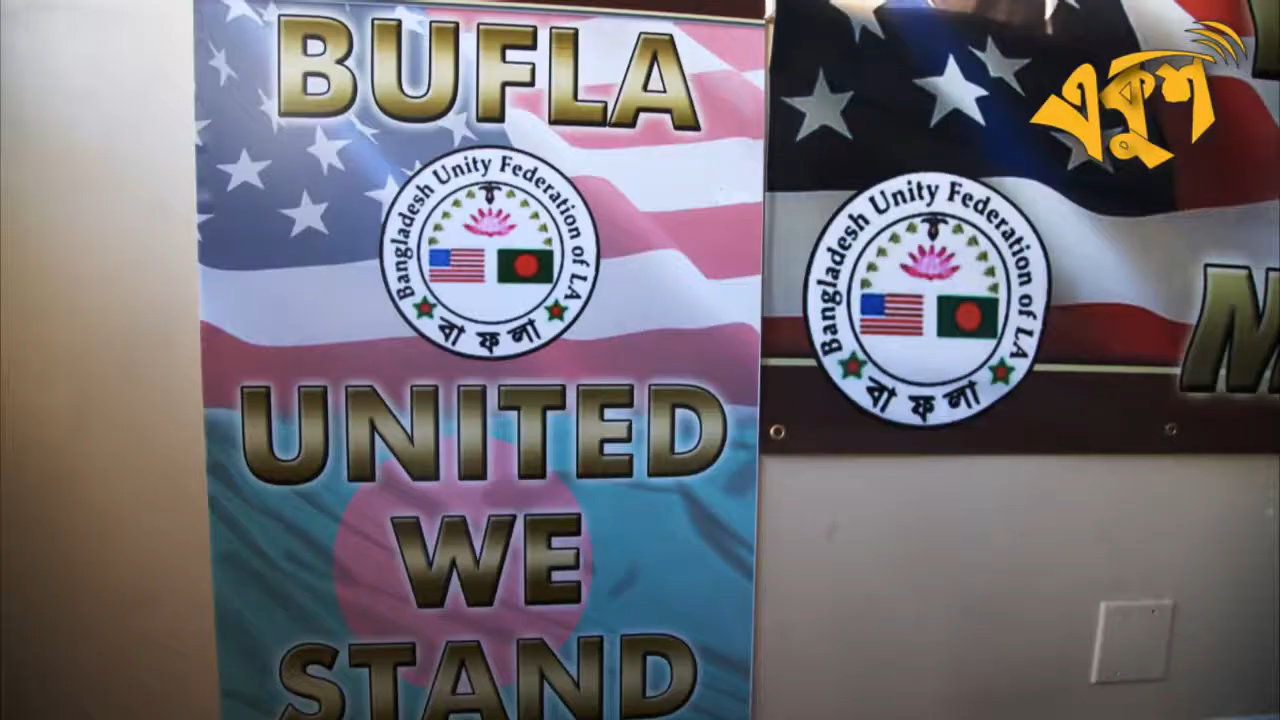 BUFLA
Bangladesh Unity Federation of LA
বা ফ লা
UNITED
WE
STAND
Bangladesh Unity Federation of LA
বা ফ লা
M
একুশ